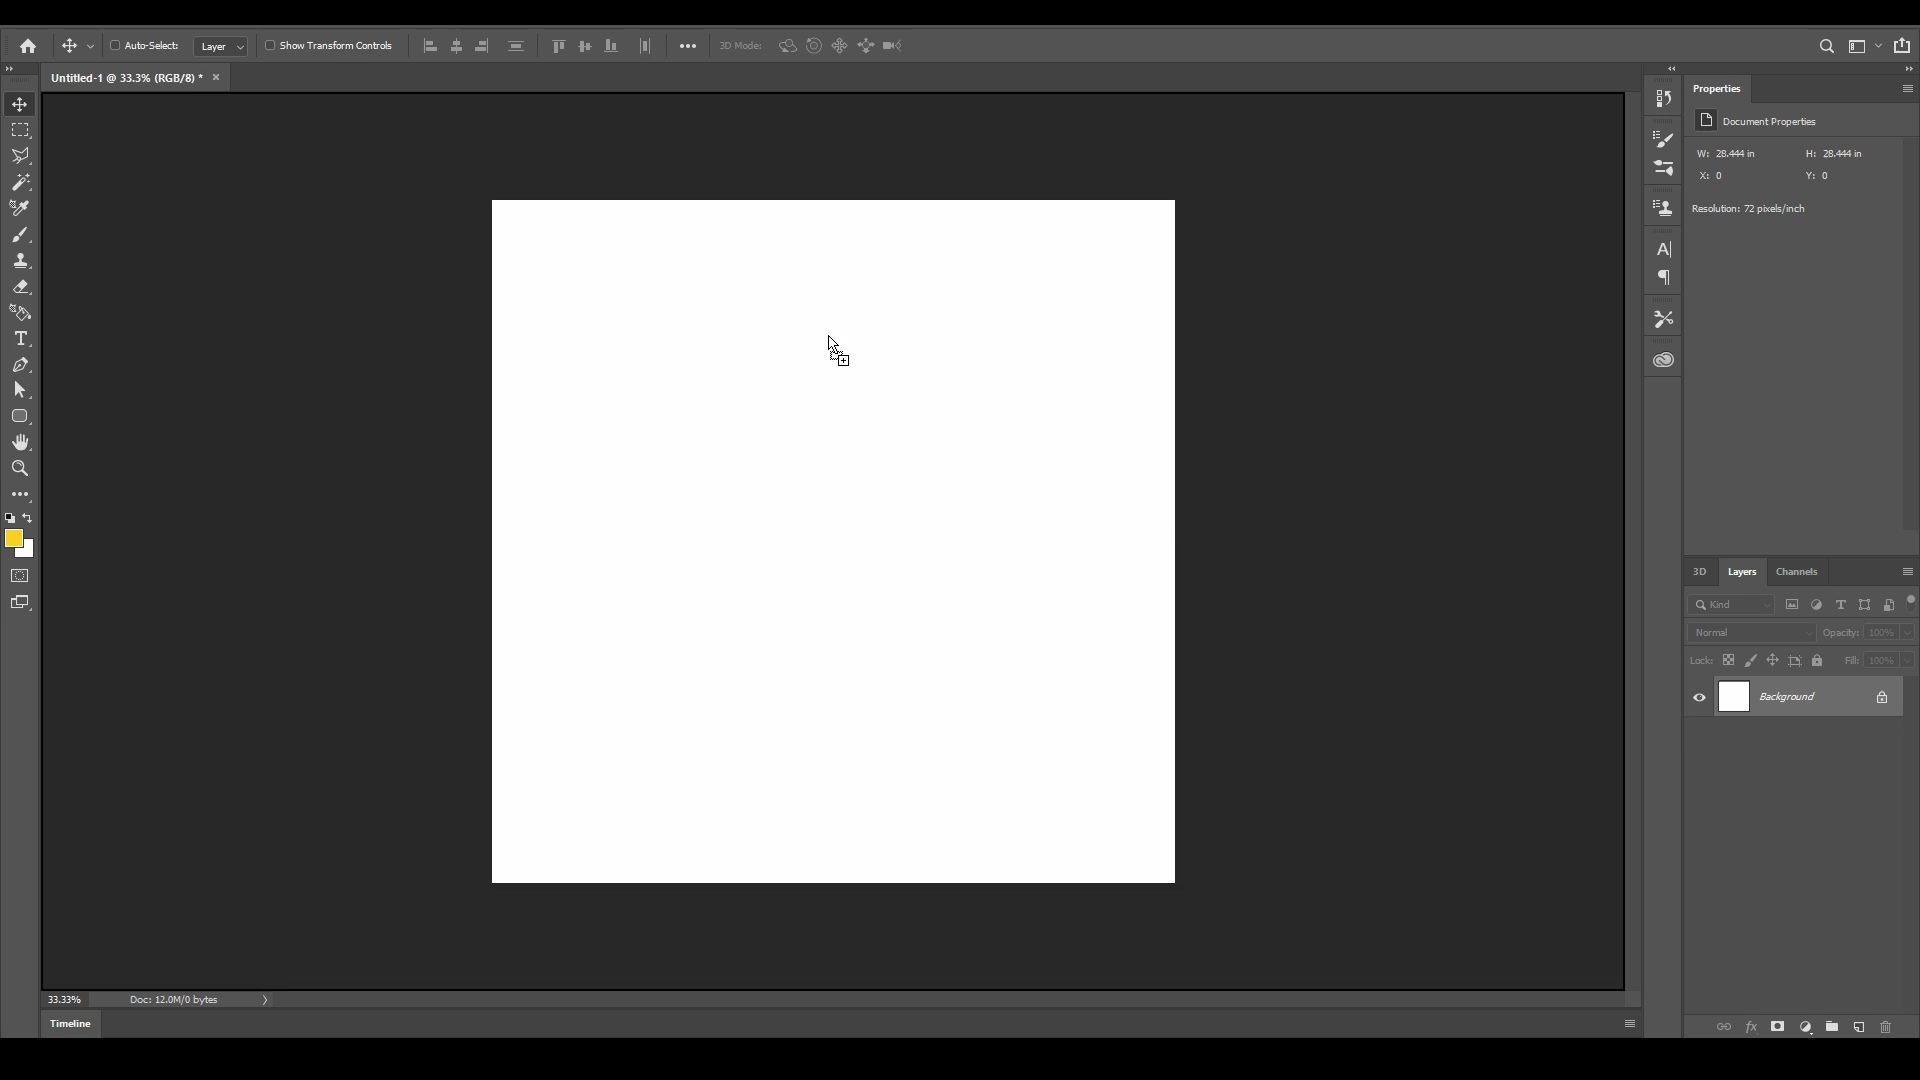 Auto-Select: Layer Show Transform Controls 3D Mode:
Untitled-1 @ 33.3% (RGB/8) * ×
Properties
Document Properties
W: 28.444 in H: 28.444 in
X: 0 Y: 0
Resolution: 72 pixels/inch
3D Layers Channels
Kind
Normal Opacity: 100%
Lock: Fill: 100%
Background
33.33% Doc: 12.0M/0 bytes
Timeline